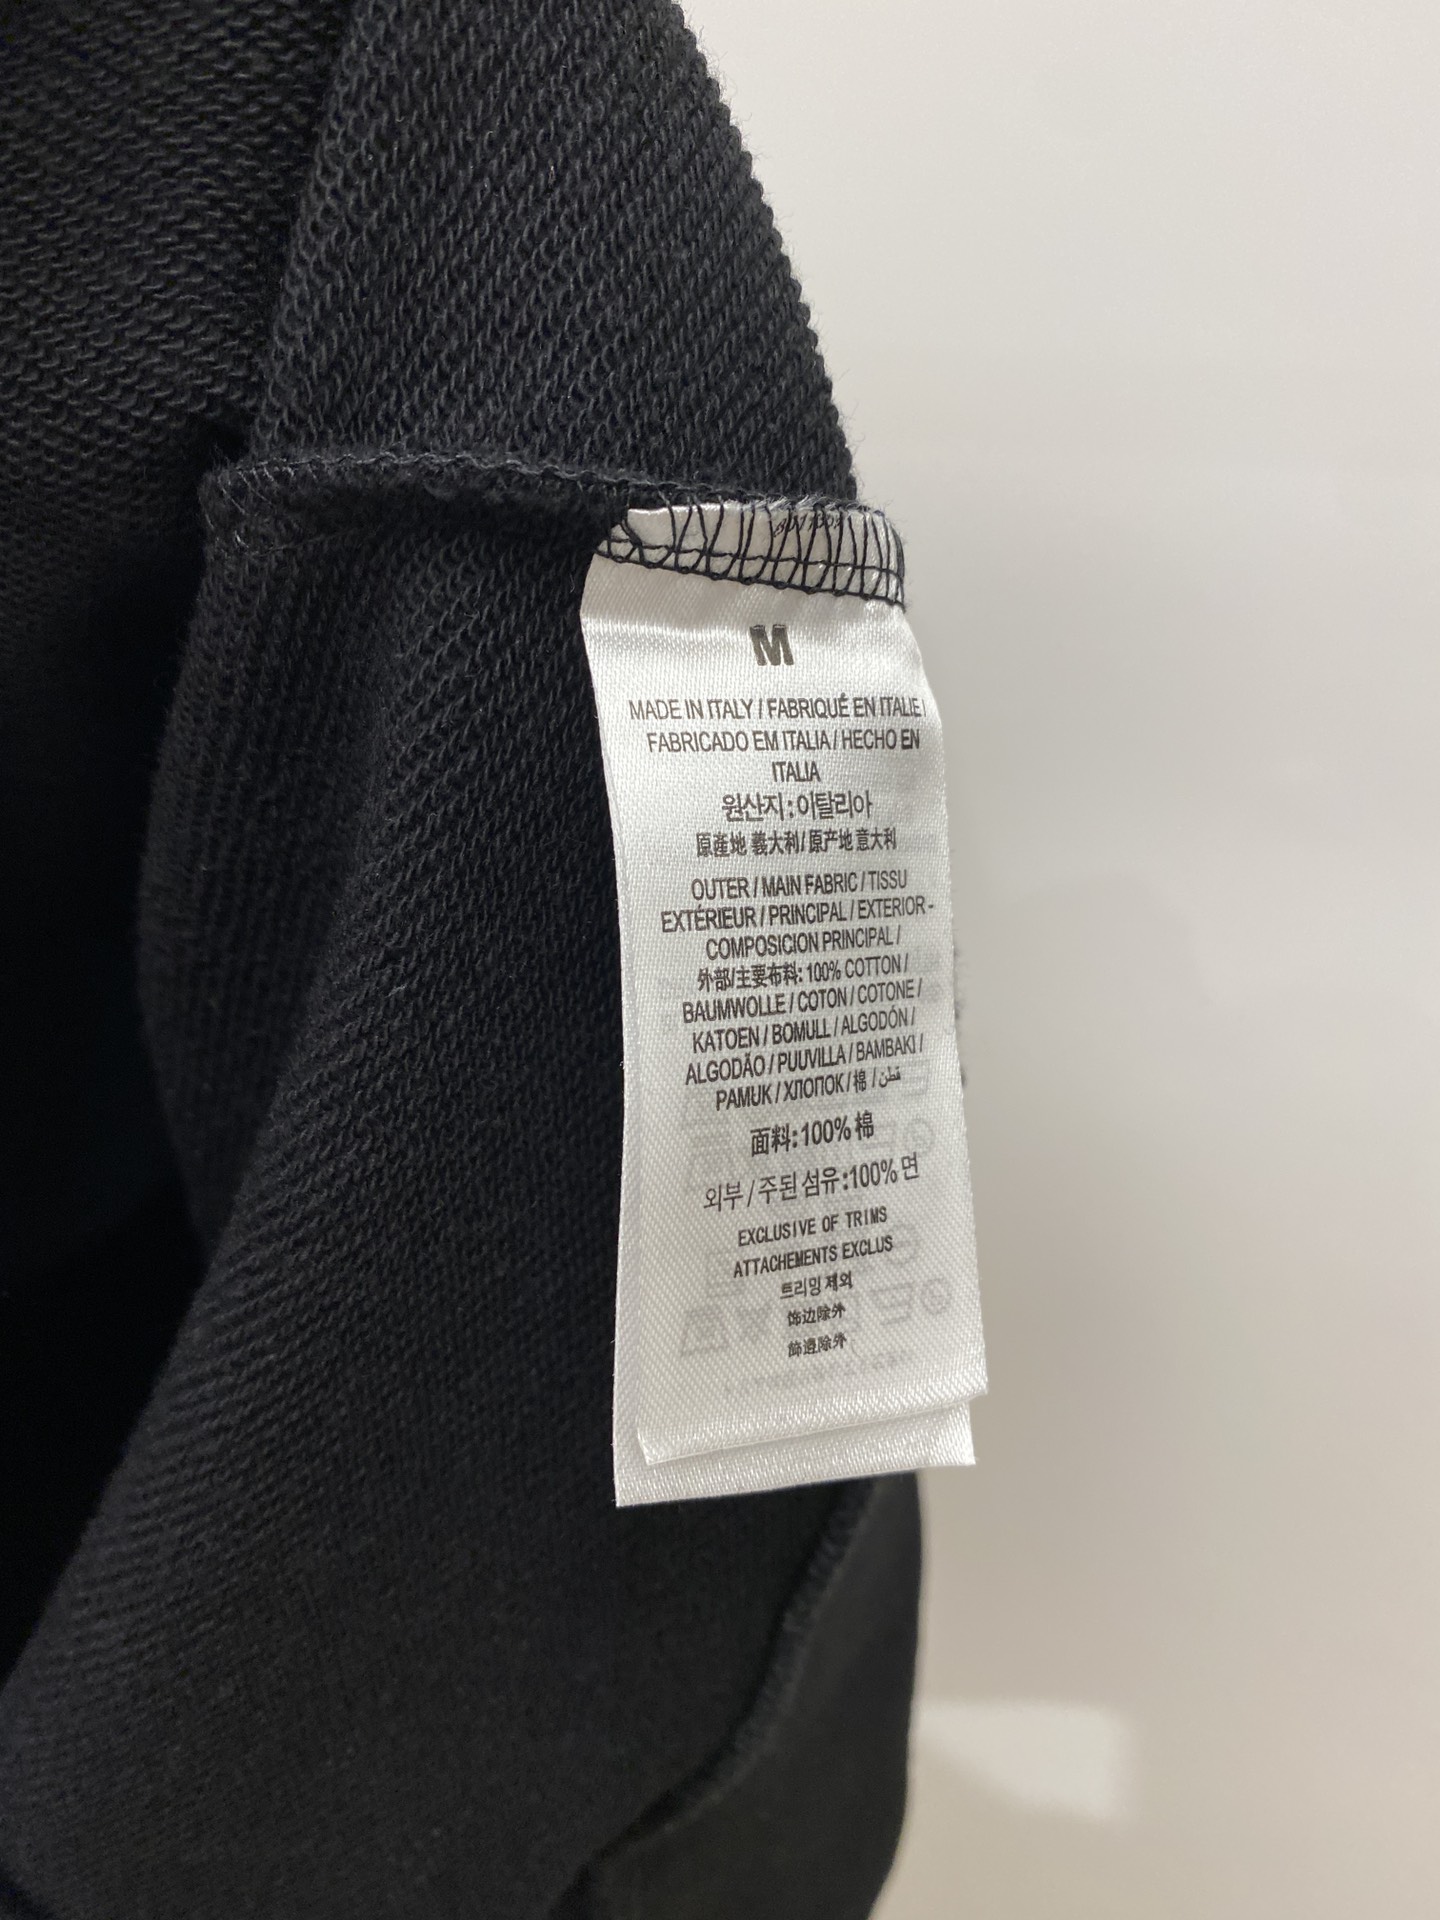 M
MADE IN ITALY / FABRIQUÉ EN ITALIE /
FABRICADO EM ITALIA / HECHO EN
ITALIA
원산지 : 이탈리아
原產地 義大利 / 原产地 意大利
OUTER / MAIN FABRIC / TISSU
EXTÉRIEUR / PRINCIPAL / EXTERIOR -
COMPOSICION PRINCIPAL /
外部/主要布料: 100% COTTON /
BAUMWOLLE / COTON / COTONE /
KATOEN / BOMULL / ALGODÓN /
ALGODÃO / PUUVILLA / BAMBAKI /
PAMUK / ХЛОПОК / 棉 / قطن
面料: 100% 棉
외부 / 주된 섬유 :100% 면
EXCLUSIVE OF TRIMS
ATTACHEMENTS EXCLUS
트리밍 제외
饰边除外
飾邊除外